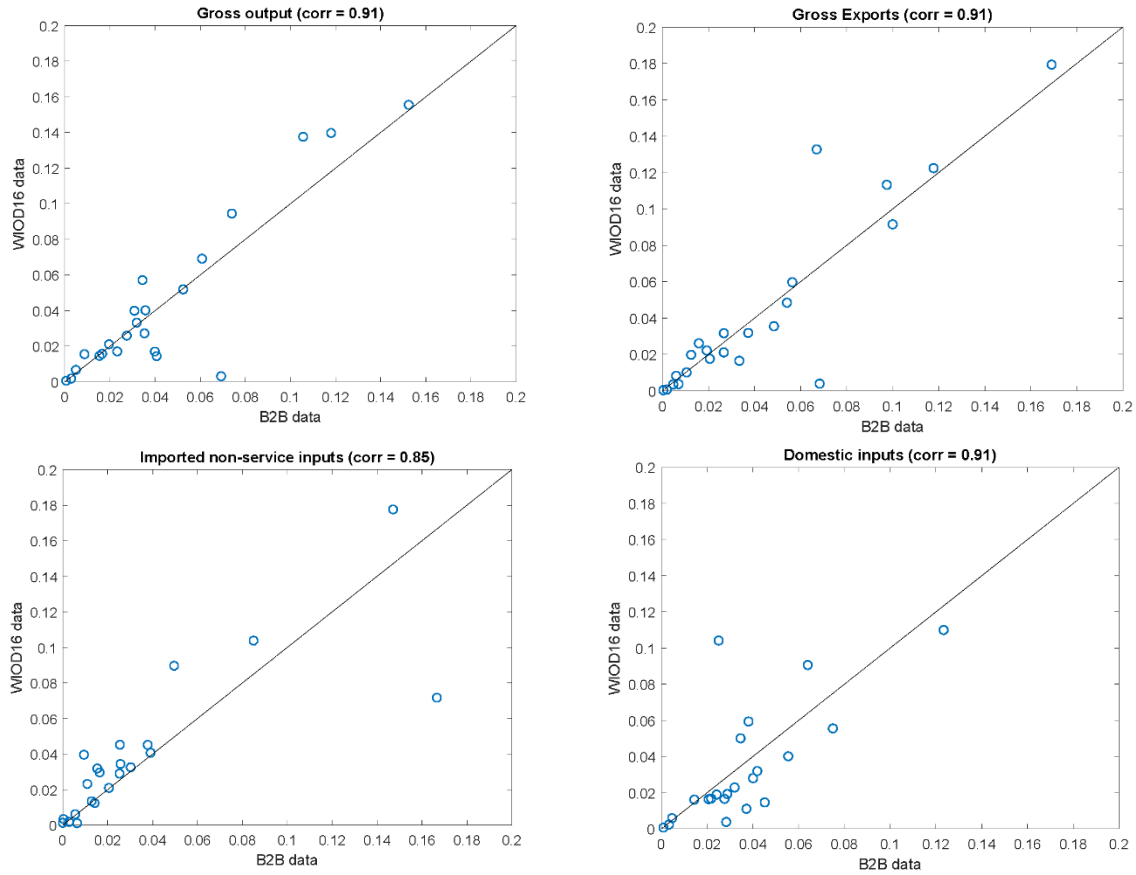 Gross output (corr = 0.91)
0.2
0.18
0.16
0.14
0.12
0.1
0.08
0.06
0.04
0.02
0
WIOD16 data
0 0.02 0.04 0.06 0.08 0.1 0.12 0.14 0.16 0.18 0.2
B2B data
Gross Exports (corr = 0.91)
0.2
0.18
0.16
0.14
0.12
0.1
0.08
0.06
0.04
0.02
0
WIOD16 data
0 0.02 0.04 0.06 0.08 0.1 0.12 0.14 0.16 0.18 0.2
B2B data
Imported non-service inputs (corr = 0.85)
0.2
0.18
0.16
0.14
0.12
0.1
0.08
0.06
0.04
0.02
0
WIOD16 data
0 0.02 0.04 0.06 0.08 0.1 0.12 0.14 0.16 0.18 0.2
B2B data
Domestic inputs (corr = 0.91)
0.2
0.18
0.16
0.14
0.12
0.1
0.08
0.06
0.04
0.02
0
WIOD16 data
0 0.02 0.04 0.06 0.08 0.1 0.12 0.14 0.16 0.18 0.2
B2B data